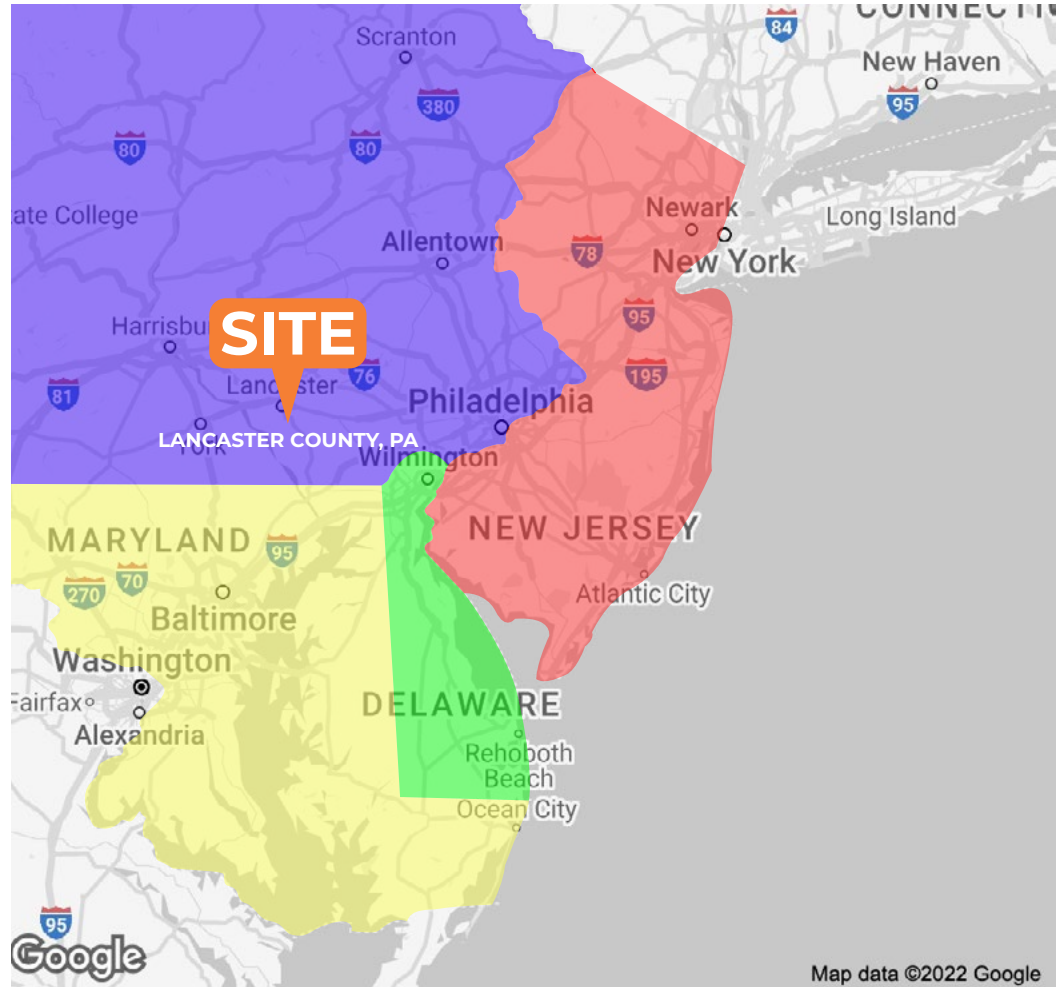 CONNECTI
Scranton
84
New Haven
380
95
80
80
ate College
Newark
Long Island
Allentown
78
New York
Harrisbu
SITE
95
Lancaster
76
195
81
Philadelphia
LANCASTER COUNTY, PA
York
Wilmington
MARYLAND
95
NEW JERSEY
70
270
Atlantic City
Baltimore
Washington
Fairfax
DELAWARE
Alexandria
Rehoboth
Beach
Ocean City
95
Google
Map data ©2022 Google